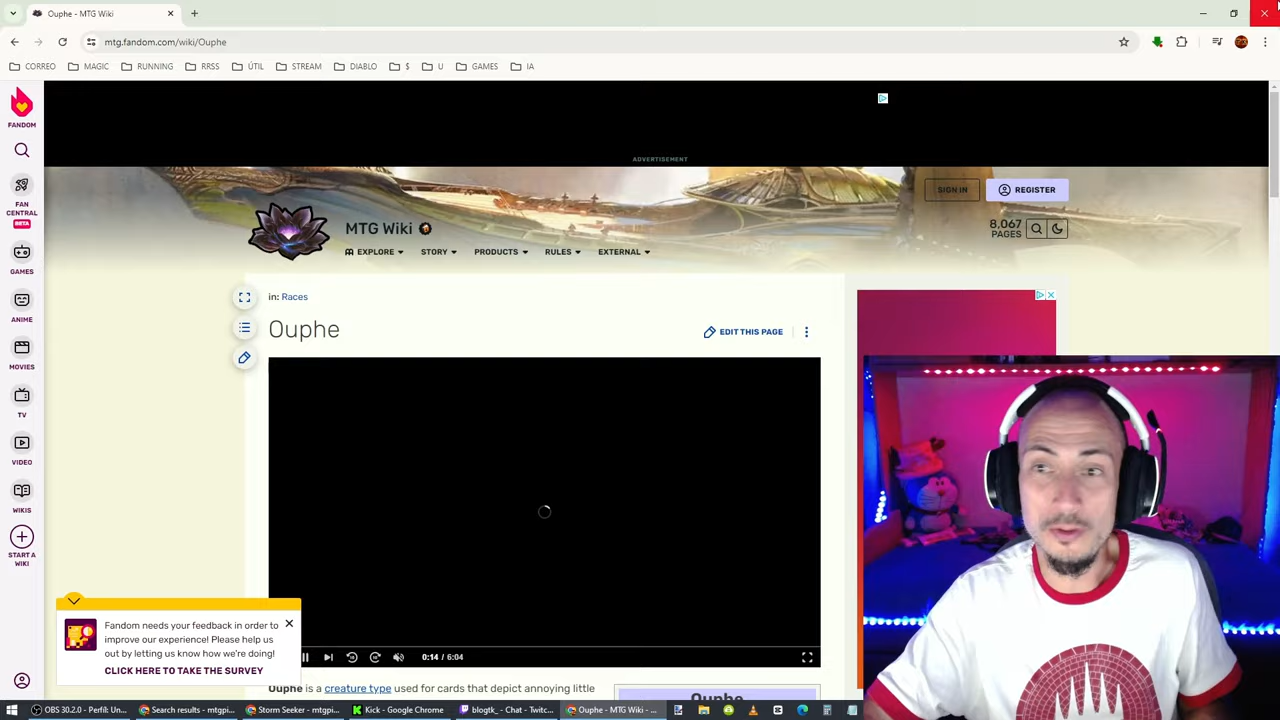 Ouphe - MTG Wiki
mtg.fandom.com/wiki/Ouphe
CORREO
MAGIC
RUNNING
RRSS
ÚTIL
STREAM
DIABLO
$
U
GAMES
IA
FANDOM
FAN
CENTRAL
BETA
GAMES
ANIME
MOVIES
TV
VIDEO
WIKIS
START A
WIKI
ADVERTISEMENT
SIGN IN
REGISTER
MTG Wiki
8,067
PAGES
EXPLORE
STORY
PRODUCTS
RULES
EXTERNAL
in: Races
Ouphe
EDIT THIS PAGE
0:14 / 6:04
Fandom needs your feedback in order to
improve our experience! Please help us
out by letting us know how we're doing!
CLICK HERE TO TAKE THE SURVEY
Ouphe is a creature type used for cards that depict annoying little
Ouphe
OBS 30.2.0 - Perfil: Un...
Search results — mtgpi...
Storm Seeker — mtgpi...
Kick - Google Chrome
blogtk_ - Chat - Twitc...
Ouphe - MTG Wiki - ...